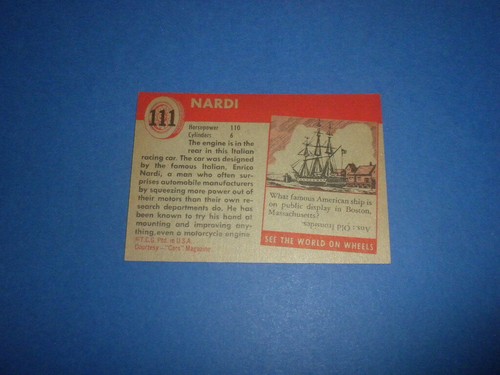 111
NARDI
Horsepower 110
Cylinders 6
The engine is in the
rear in this Italian
racing car. The car was designed
by the famous Italian, Enrico
Nardi, a man who often sur-
prises automobile manufacturers
by squeezing more power out of
their motors than their own re-
search departments do. He has
been known to try his hand at
mounting and improving any-
thing, even a motorcycle engine
©T.C.G. Ptd. in U.S.A.
Courtesy — "Cars" Magazine
What famous American ship is
on public display in Boston,
Massachusetts?
Ans.: Old Ironsides
SEE THE WORLD ON WHEELS